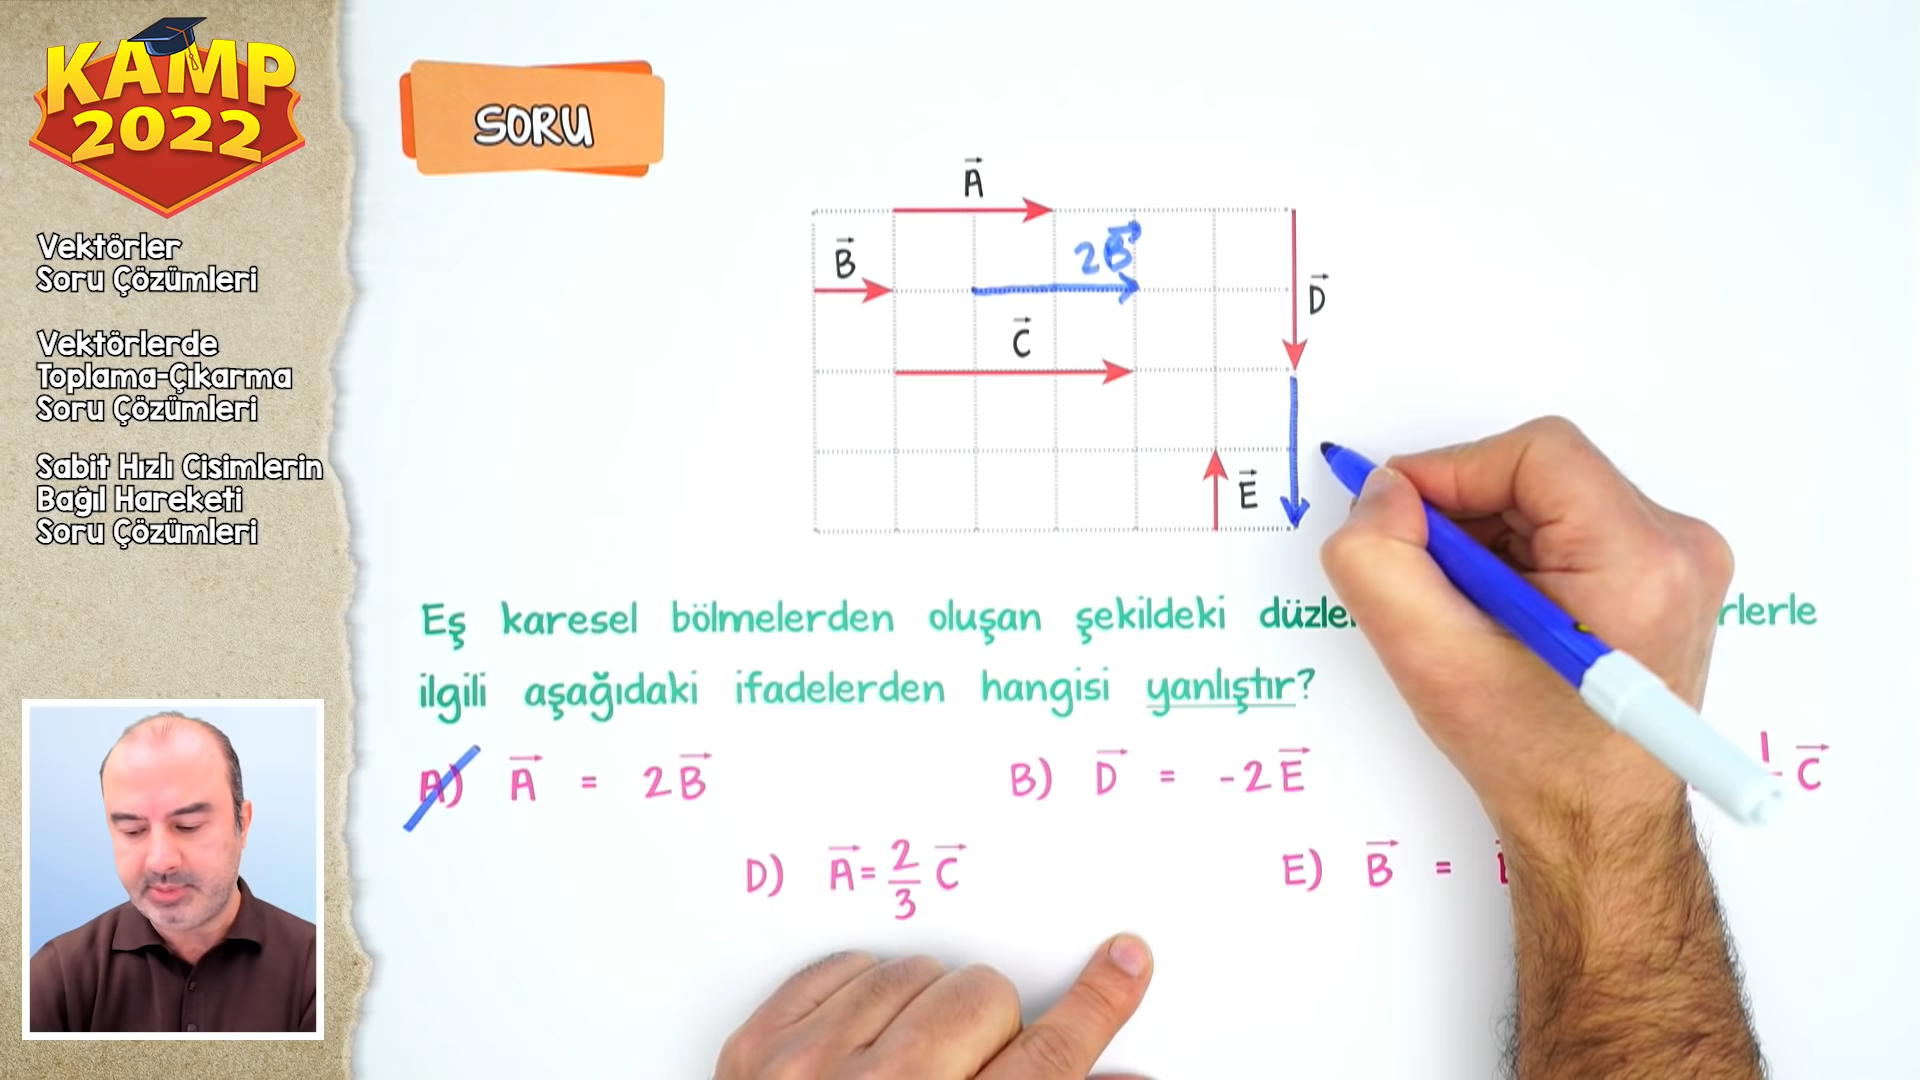 KAMP
2022
Vektörler
Soru Çözümleri
Vektörlerde
Toplama-Çıkarma
Soru Çözümleri
Sabit Hızlı Cisimlerin
Bağıl Hareketi
Soru Çözümleri
SORU
A
B
2B
C
D
E
Eş karesel bölmelerden oluşan şekildeki
ilgili aşağıdaki ifadelerden hangisi yanlıştır?
A) A = 2B
B) D = -2E
C
D) A = 2/3 C
E) B =